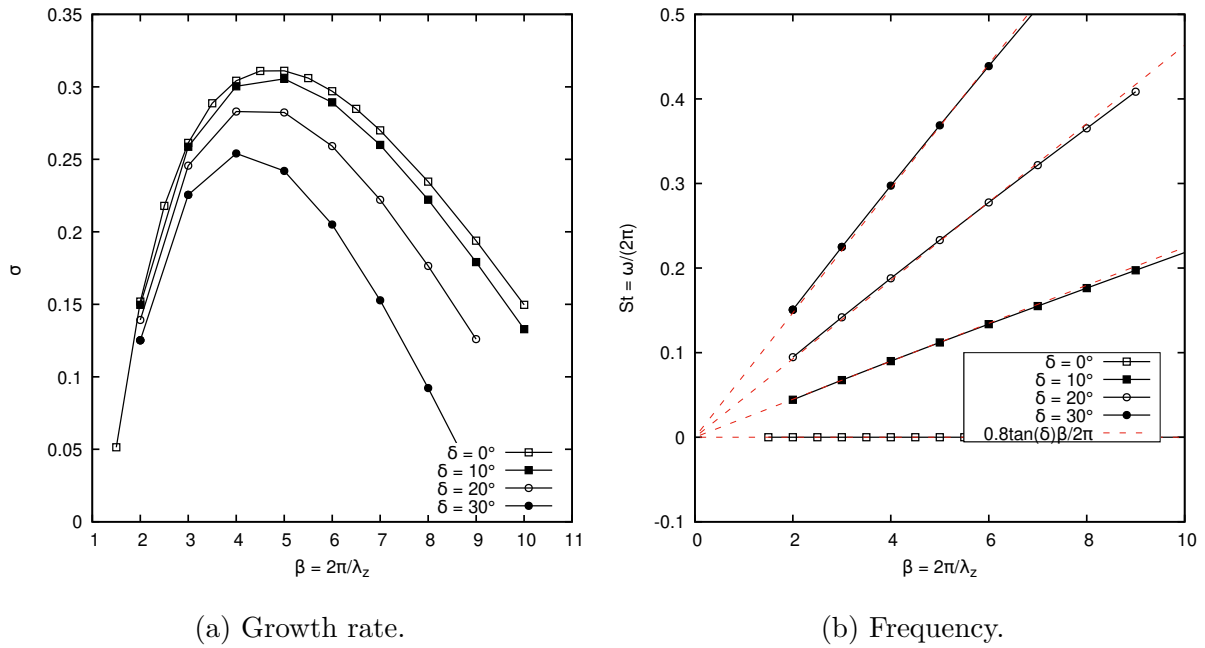 0.35
0.3
0.25
0.2
0.15
0.1
0.05
0
σ
1 2 3 4 5 6 7 8 9 10 11
β = 2π/λz
δ = 0°
δ = 10°
δ = 20°
δ = 30°
(a) Growth rate.
0.5
0.4
0.3
0.2
0.1
0
-0.1
St = ω/(2π)
0 2 4 6 8 10
β = 2π/λz
δ = 0°
δ = 10°
δ = 20°
δ = 30°
0.8tan(δ)β/2π
(b) Frequency.